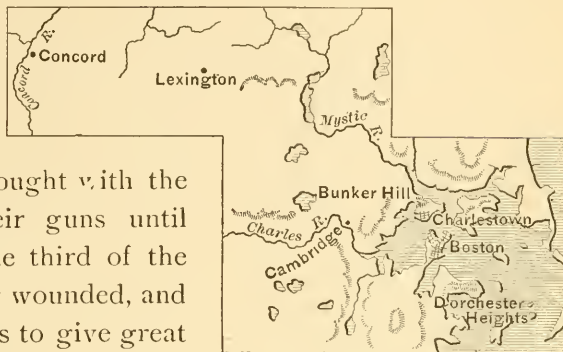 Concord R.
Concord
Lexington
Mystic R.
Bunker Hill
Charlestown
Charles R.
Boston
Cambridge
Dorchester
Heights
ought with the
eir guns until
e third of the
wounded, and
s to give great